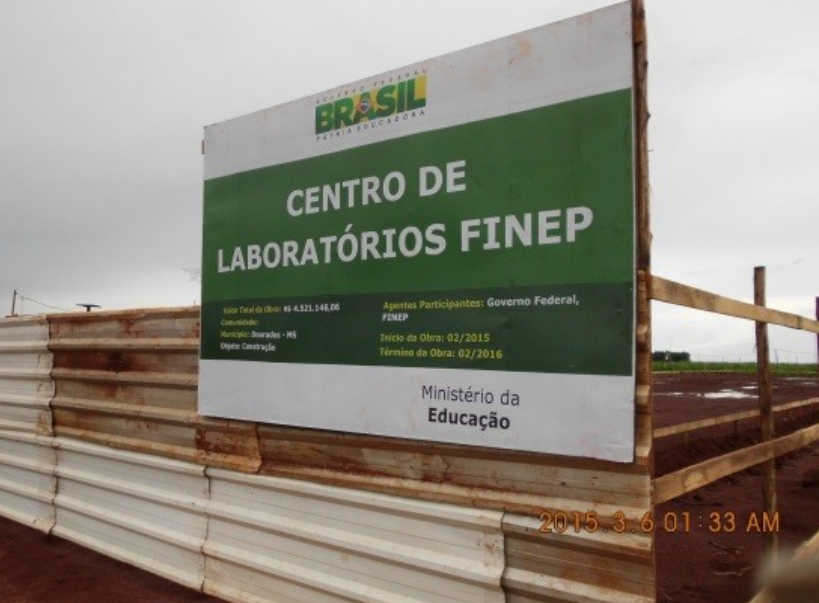 GOVERNO FEDERAL
BRASIL
PÁTRIA EDUCADORA
CENTRO DE
LABORATÓRIOS FINEP
Valor Total da Obra: R$ 4.521.146,06
Comunidade:
Município: Dourados - MS
Objeto: Construção
Agentes Participantes: Governo Federal,
FINEP
Início da Obra: 02/2015
Término da Obra: 02/2016
Ministério da
Educação
2015.3.6 01:33 AM